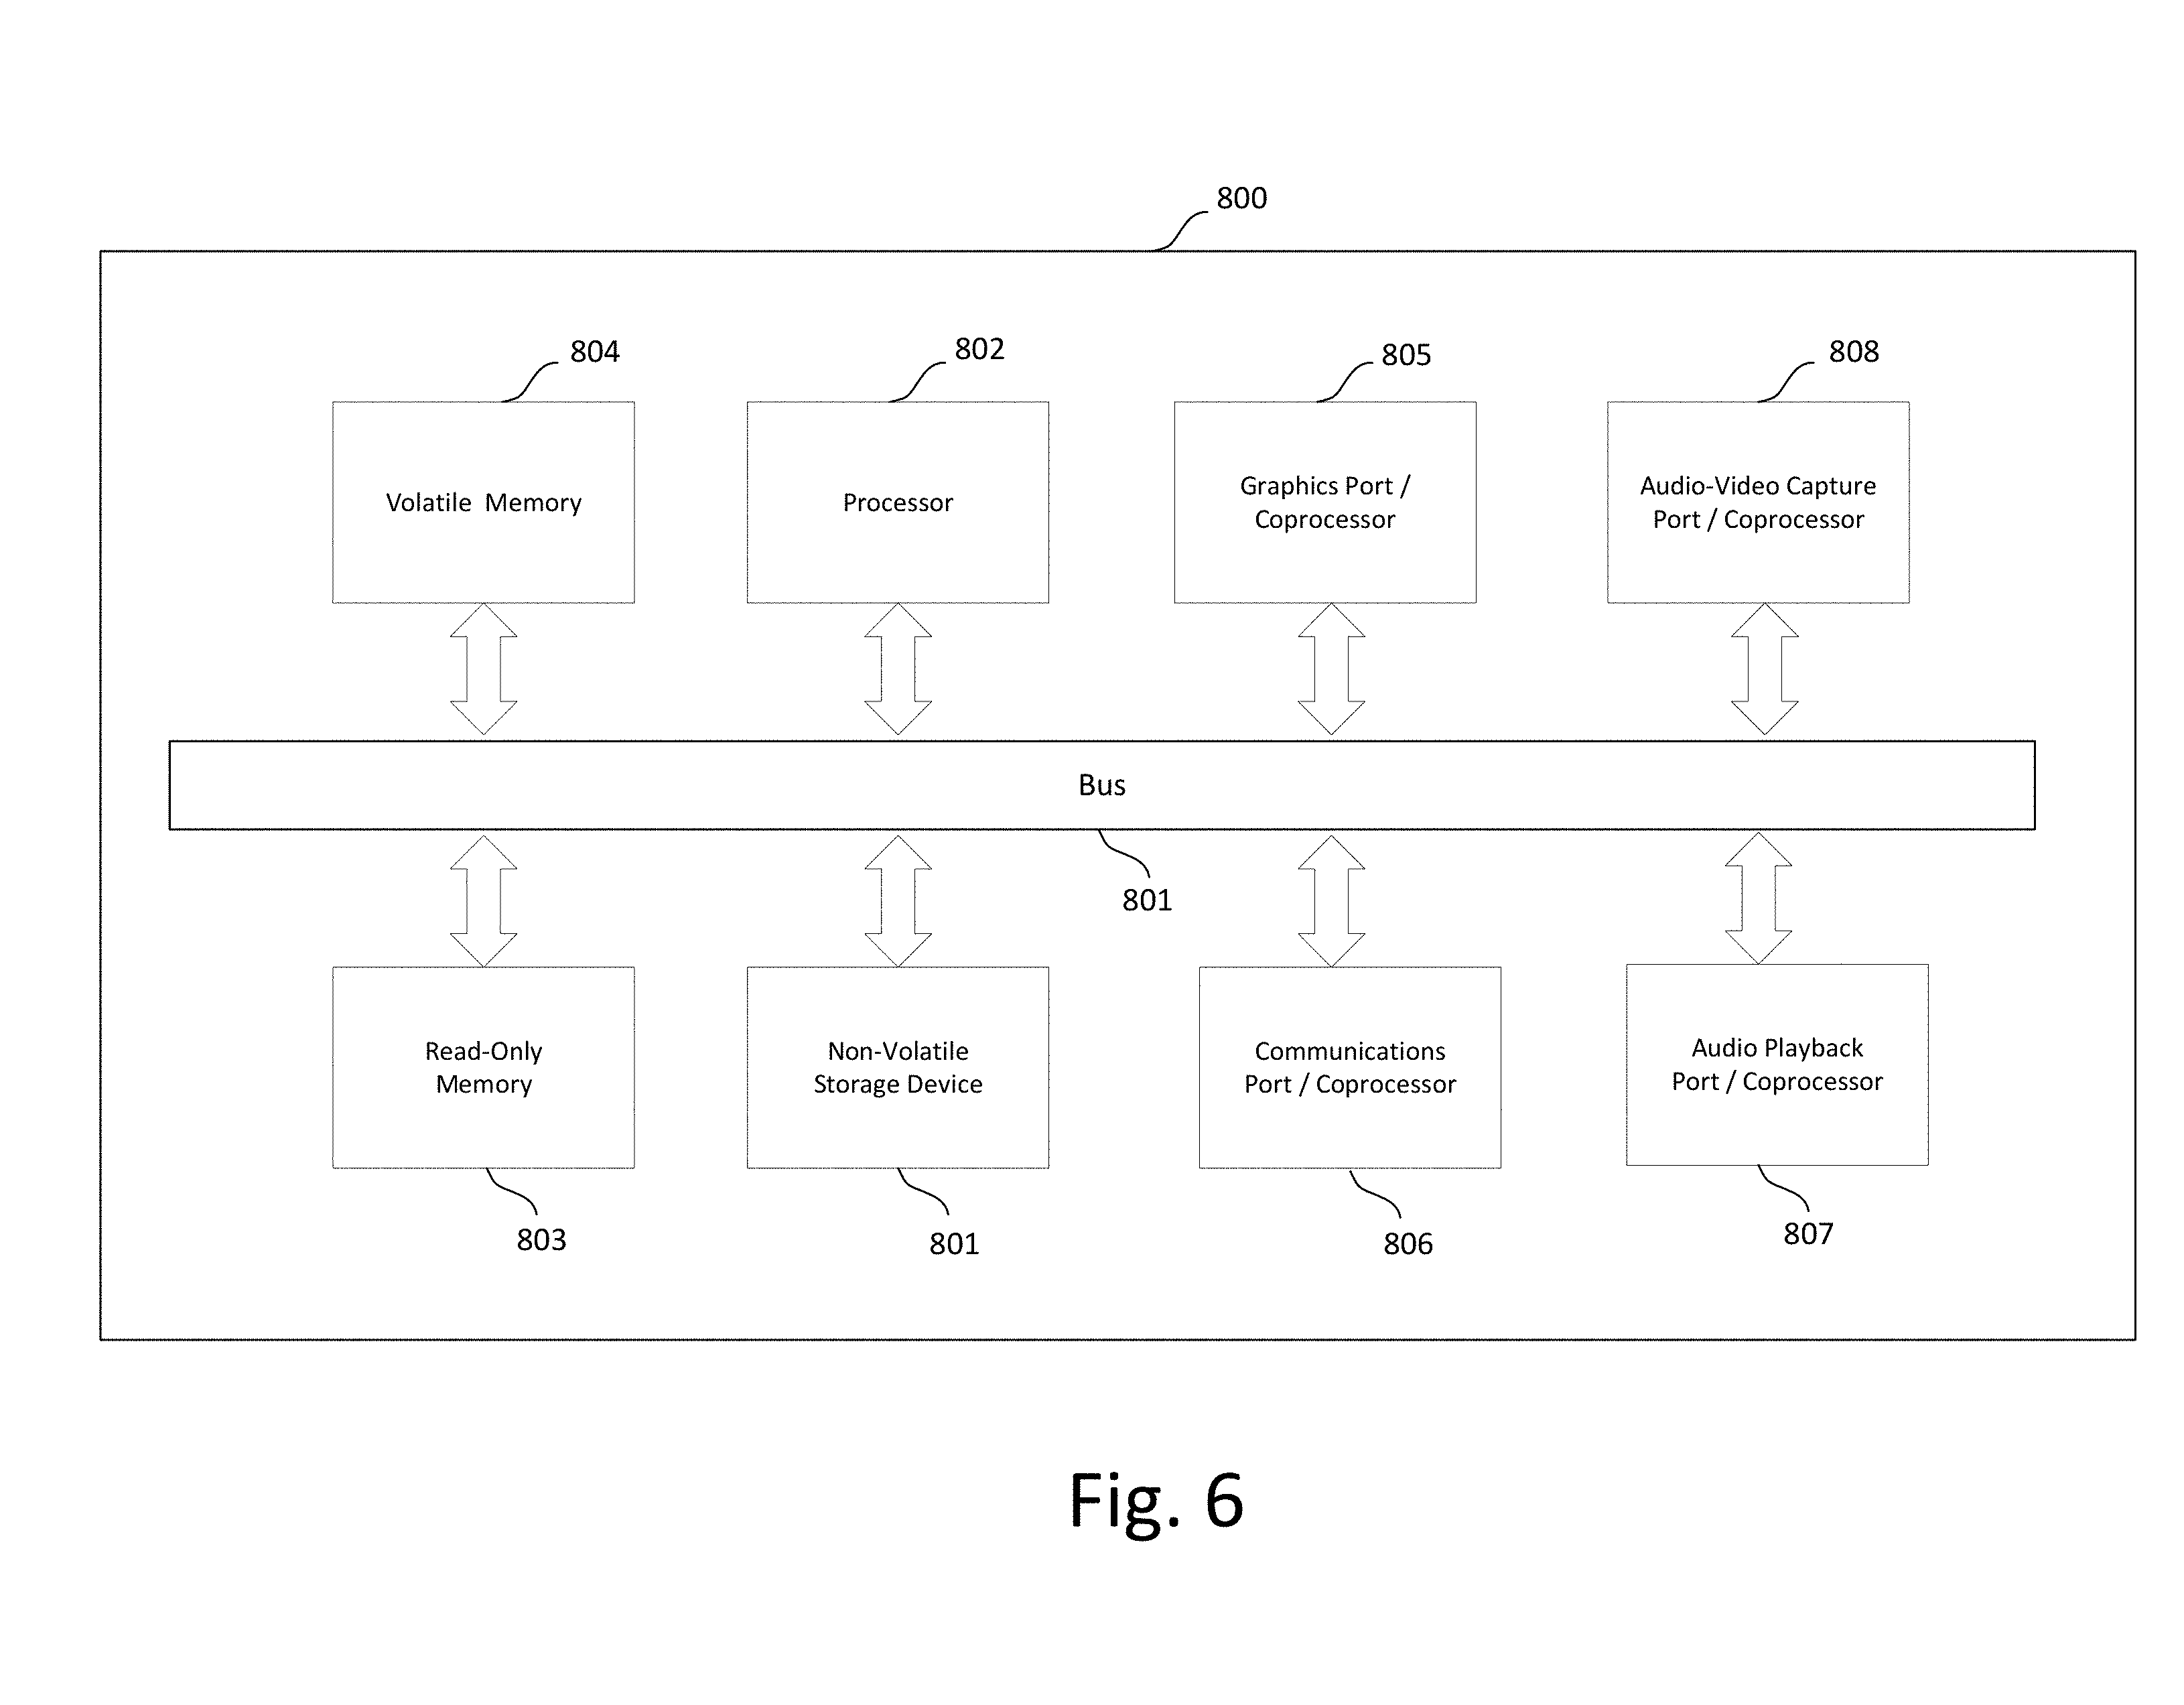 800
804
802
805
808
Volatile Memory
Processor
Graphics Port /
Coprocessor
Audio-Video Capture
Port / Coprocessor
Bus
801
Read-Only
Memory
Non-Volatile
Storage Device
Communications
Port / Coprocessor
Audio Playback
Port / Coprocessor
803
801
806
807
Fig. 6